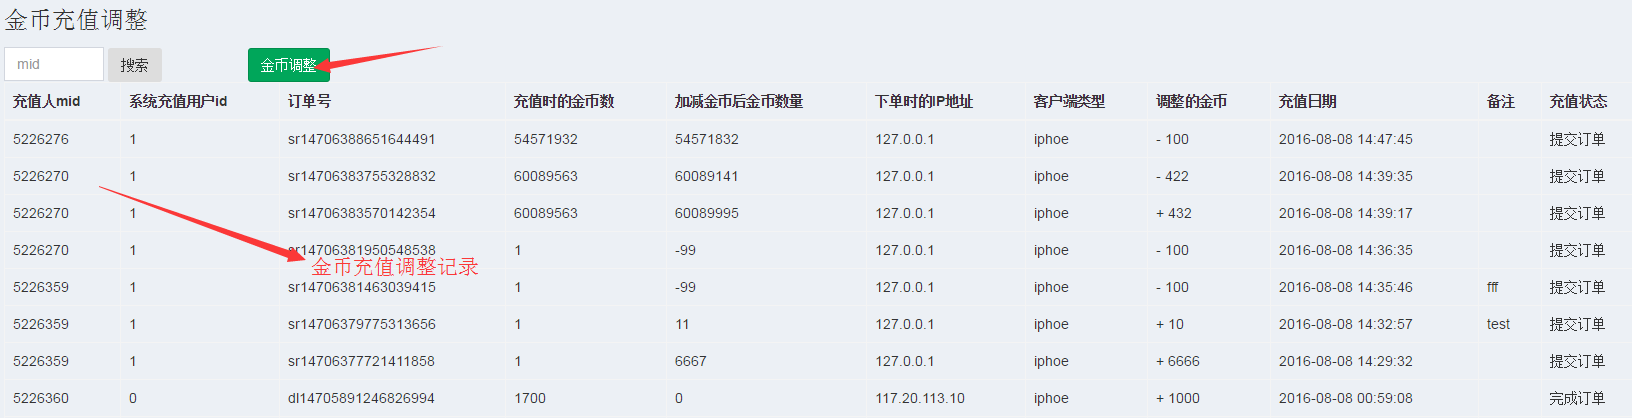 金币充值调整
mid 搜索 金币调整
充值人mid 系统充值用户id 订单号 充值时的金币数 加减金币后金币数量 下单时的IP地址 客户端类型 调整的金币 充值日期 备注 充值状态
5226276 1 sr14706388651644491 54571932 54571832 127.0.0.1 iphoe - 100 2016-08-08 14:47:45 提交订单
5226270 1 sr14706383755328832 60089563 60089141 127.0.0.1 iphoe - 422 2016-08-08 14:39:35 提交订单
5226270 1 sr14706383570142354 60089563 60089995 127.0.0.1 iphoe + 432 2016-08-08 14:39:17 提交订单
5226270 1 sr14706381950548538 1 -99 127.0.0.1 iphoe - 100 2016-08-08 14:36:35 提交订单
金币充值调整记录
5226359 1 sr14706381463039415 1 -99 127.0.0.1 iphoe - 100 2016-08-08 14:35:46 fff 提交订单
5226359 1 sr14706379775313656 1 11 127.0.0.1 iphoe + 10 2016-08-08 14:32:57 test 提交订单
5226359 1 sr14706377721411858 1 6667 127.0.0.1 iphoe + 6666 2016-08-08 14:29:32 提交订单
5226360 0 dl14705891246826994 1700 0 117.20.113.10 iphoe + 1000 2016-08-08 00:59:08 完成订单